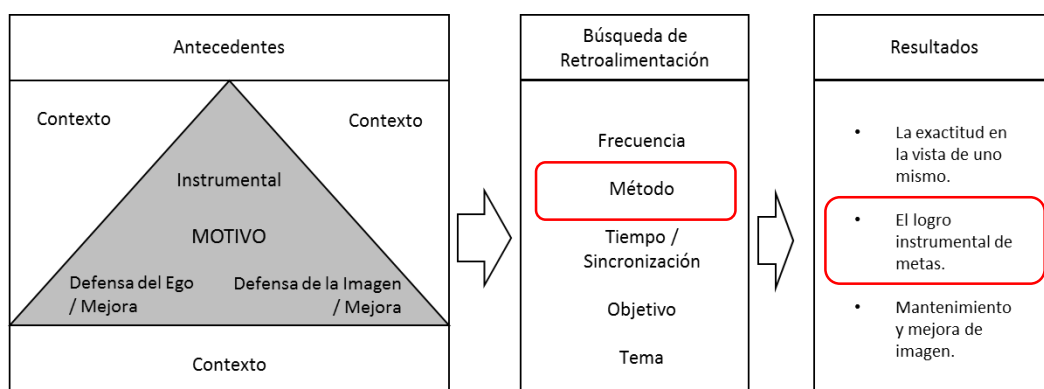 Antecedentes
Contexto
Contexto
Instrumental
MOTIVO
Defensa del Ego
/ Mejora
Defensa de la Imagen
/ Mejora
Contexto
Búsqueda de
Retroalimentación
Frecuencia
Método
Tiempo /
Sincronización
Objetivo
Tema
Resultados
• La exactitud en
la vista de uno
mismo.
• El logro
instrumental de
metas.
• Mantenimiento
y mejora de
imagen.